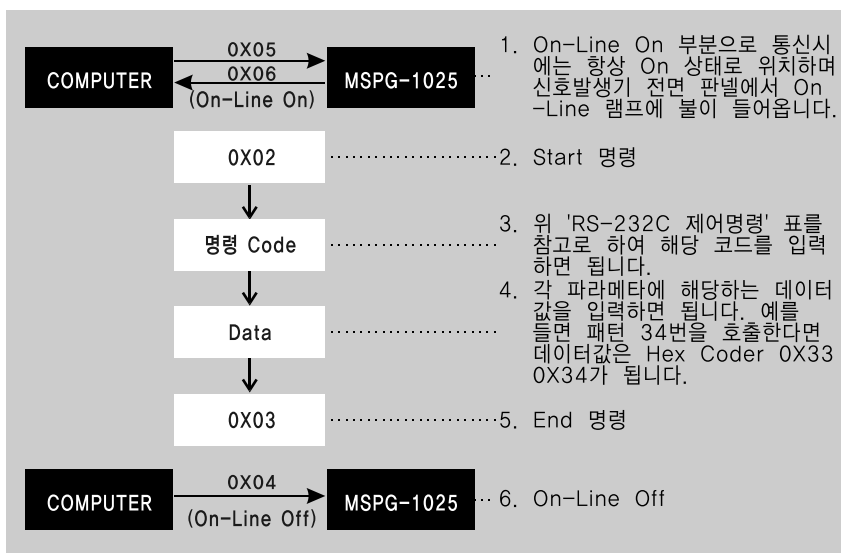 COMPUTER
0X05
0X06
(On-Line On)
MSPG-1025
1. On-Line On 부분으로 통신시
에는 항상 On 상태로 위치하며
신호발생기 전면 판넬에서 On
-Line 램프에 불이 들어옵니다.
0X02
2. Start 명령
명령 Code
3. 위 'RS-232C 제어명령' 표를
참고로 하여 해당 코드를 입력
하면 됩니다.
Data
4. 각 파라메타에 해당하는 데이터
값을 입력하면 됩니다. 예를
들면 패턴 34번을 호출한다면
데이터값은 Hex Coder 0X33
0X34가 됩니다.
0X03
5. End 명령
COMPUTER
0X04
(On-Line Off)
MSPG-1025
6. On-Line Off